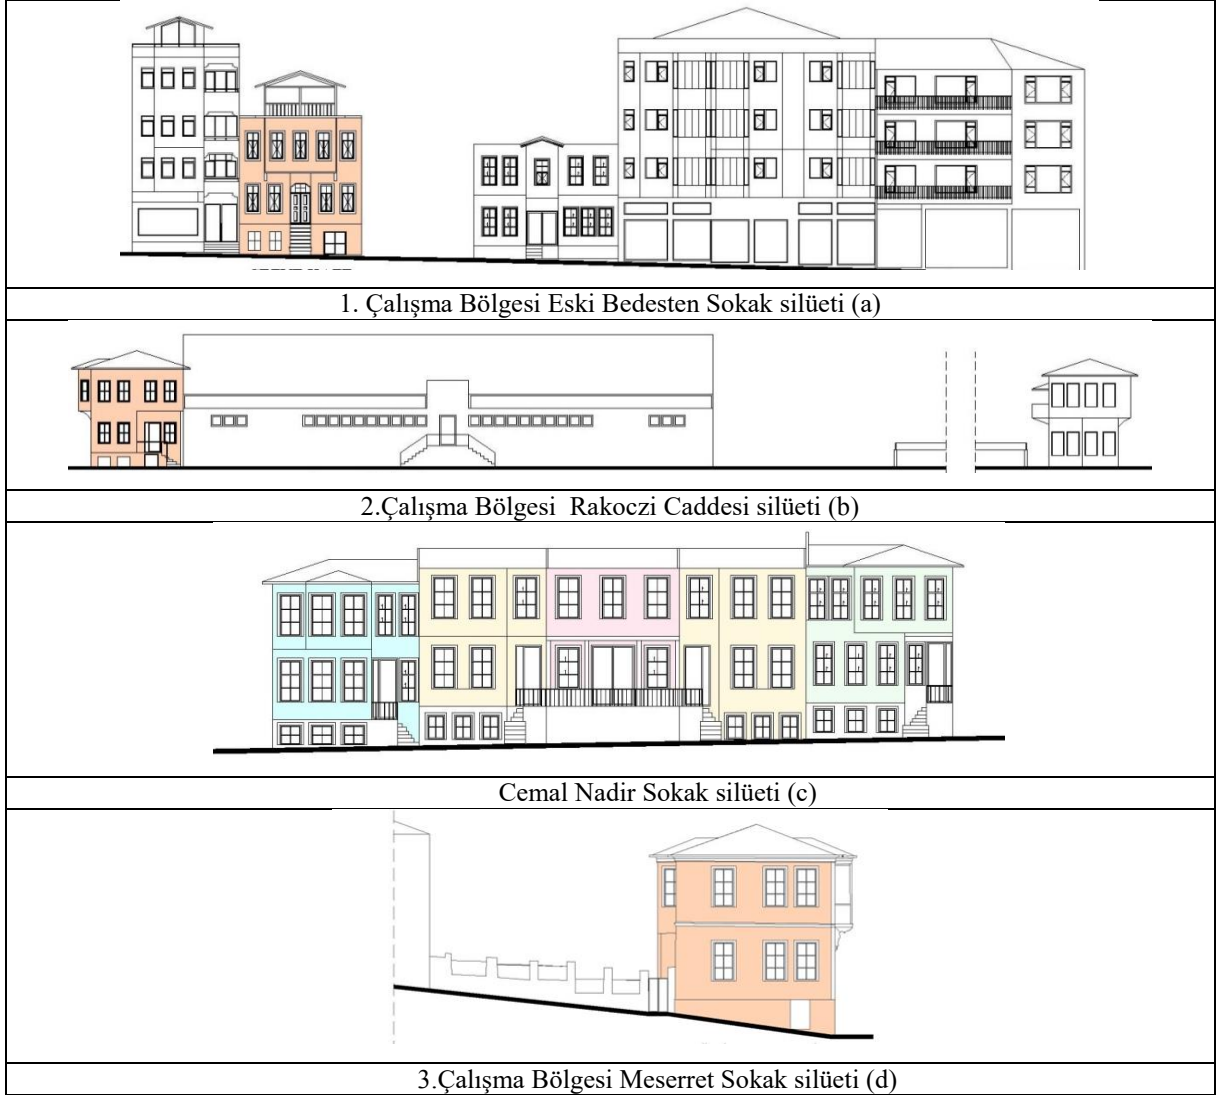 1. Çalışma Bölgesi Eski Bedesten Sokak silüeti (a)
2.Çalışma Bölgesi Rakoczi Caddesi silüeti (b)
Cemal Nadir Sokak silüeti (c)
3.Çalışma Bölgesi Meserret Sokak silüeti (d)